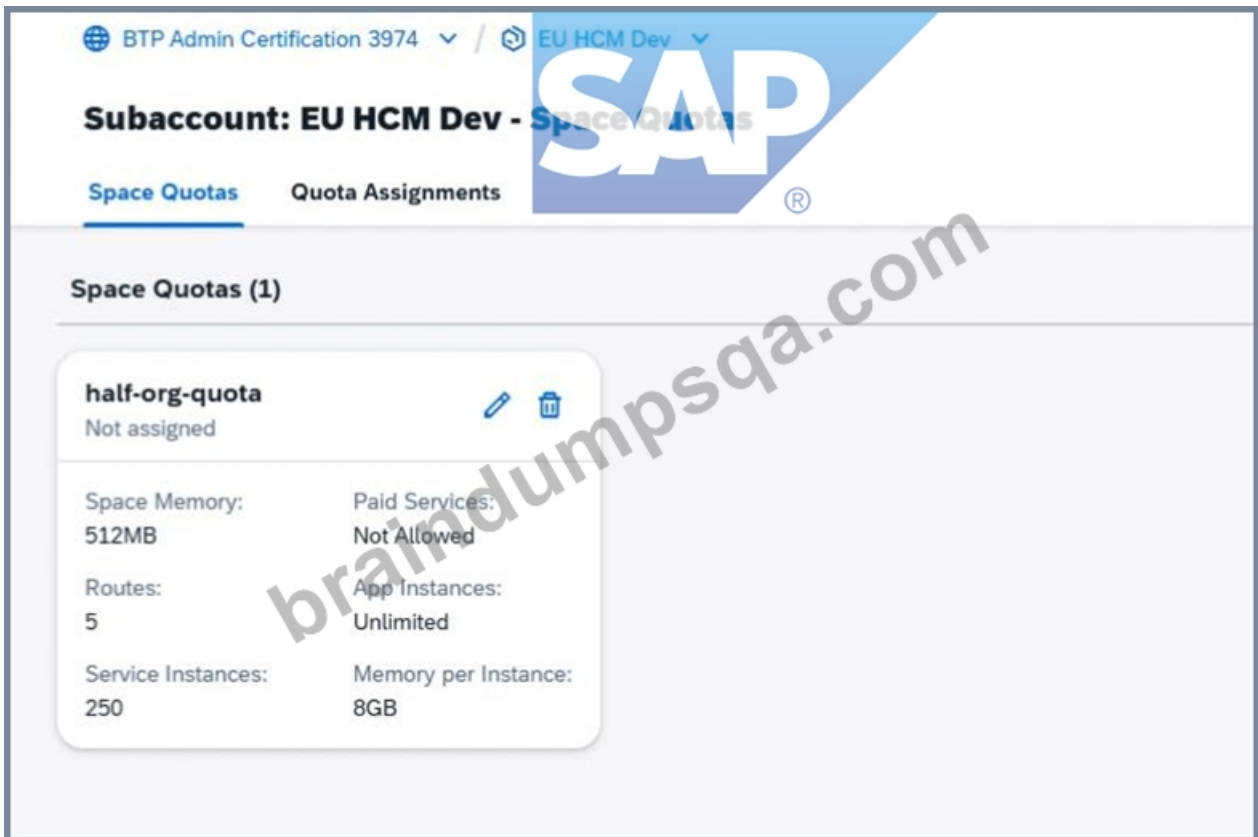 BTP Admin Certification 3974 / EU HCM Dev
SAP
®
Subaccount: EU HCM Dev - Space Quotas
Space Quotas Quota Assignments
Space Quotas (1)
half-org-quota
Not assigned
Space Memory: Paid Services:
512MB Not Allowed
Routes: App Instances:
5 Unlimited
Service Instances: Memory per Instance:
250 8GB
braindumpsqa.com